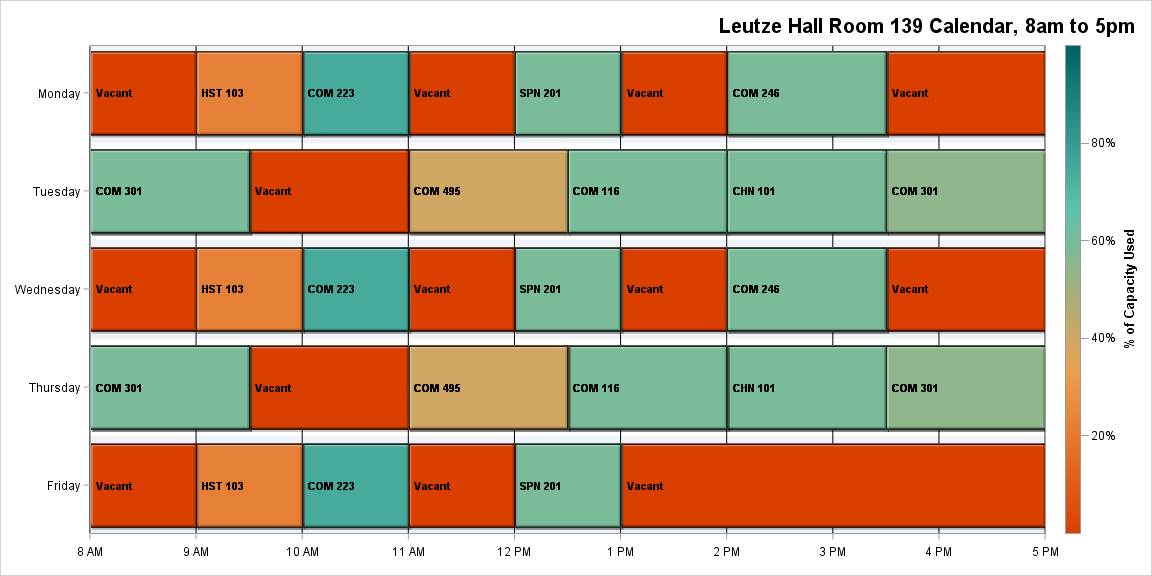 Leutze Hall Room 139 Calendar, 8am to 5pm
Monday
Vacant
HST 103
COM 223
Vacant
SPN 201
Vacant
COM 246
Vacant
Tuesday
COM 301
Vacant
COM 495
COM 116
CHN 101
COM 301
Wednesday
Vacant
HST 103
COM 223
Vacant
SPN 201
Vacant
COM 246
Vacant
Thursday
COM 301
Vacant
COM 495
COM 116
CHN 101
COM 301
Friday
Vacant
HST 103
COM 223
Vacant
SPN 201
Vacant
8 AM
9 AM
10 AM
11 AM
12 PM
1 PM
2 PM
3 PM
4 PM
5 PM
80%
60%
40%
20%
% of Capacity Used